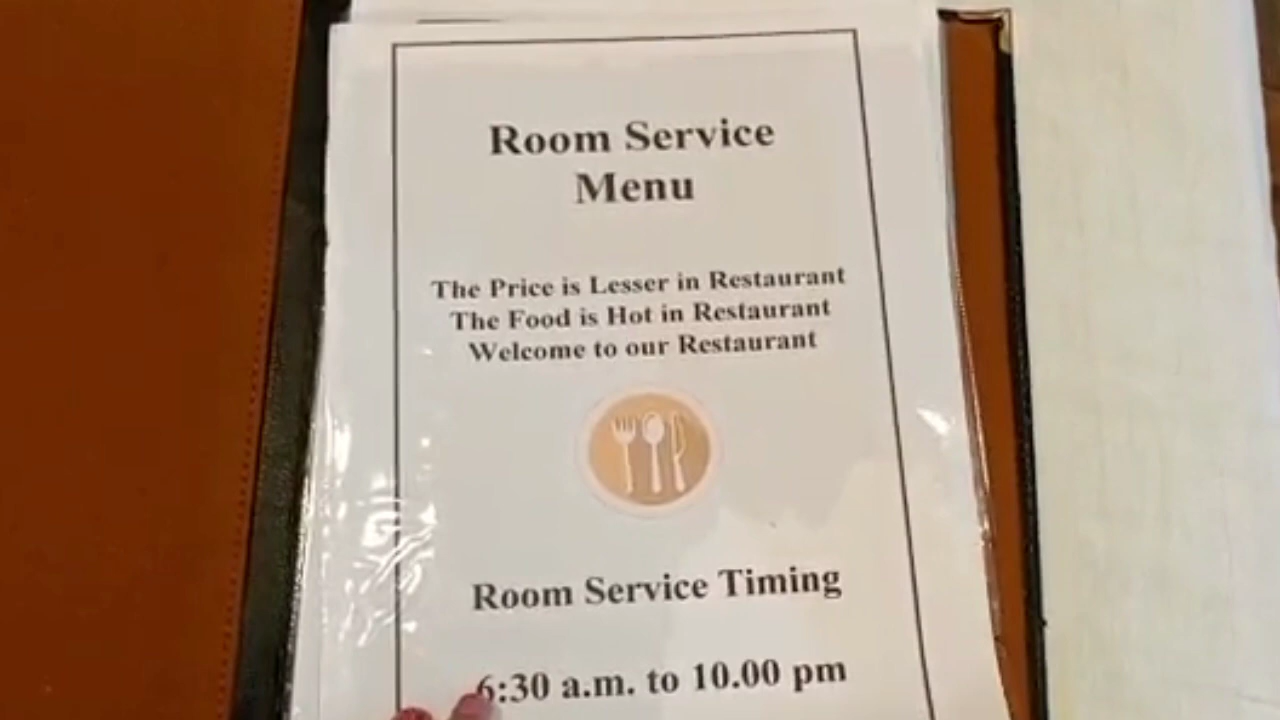 Room Service
Menu
The Price is Lesser in Restaurant
The Food is Hot in Restaurant
Welcome to our Restaurant
Room Service Timing
6:30 a.m. to 10.00 pm